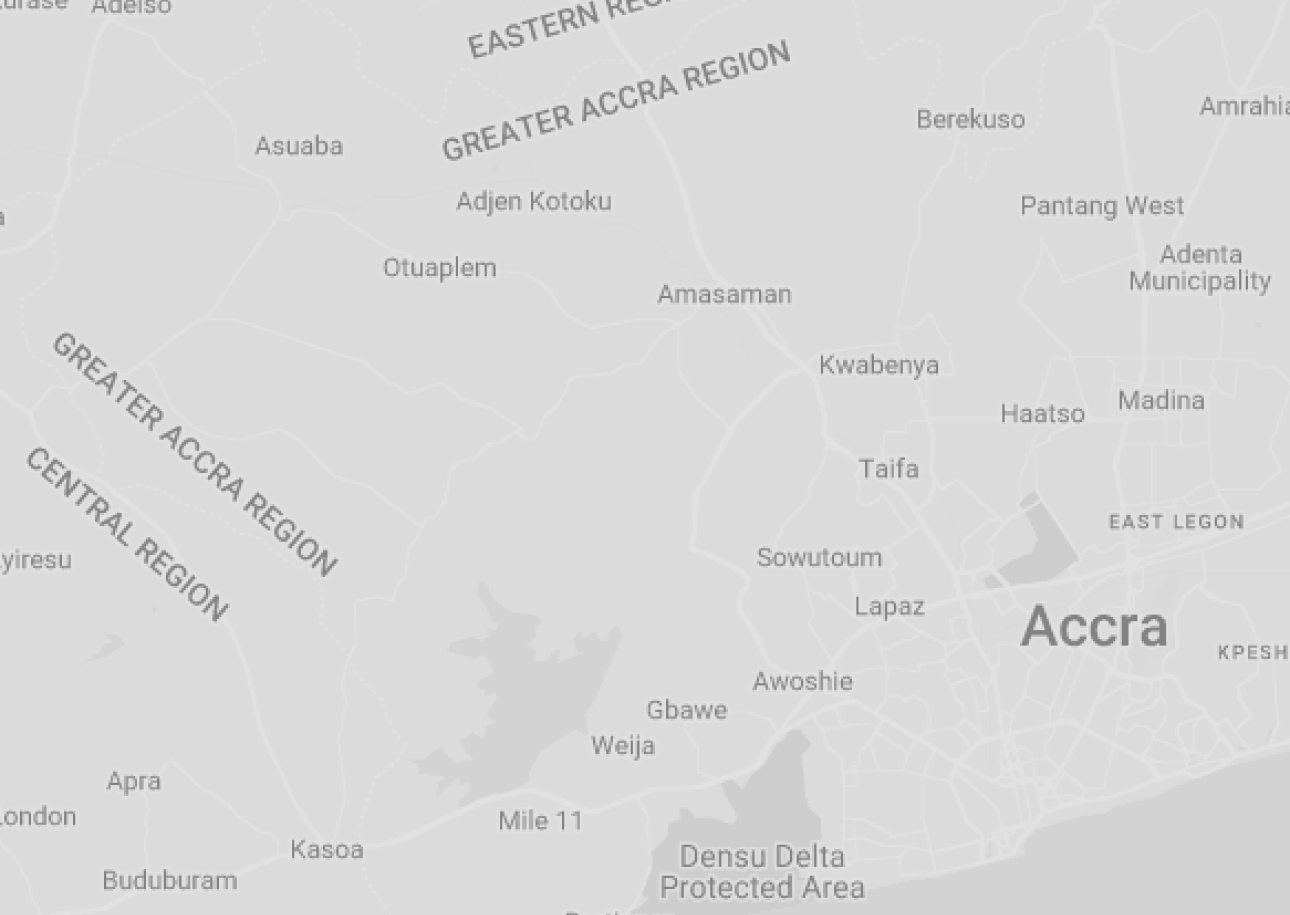 Adeiso
EASTERN
GREATER ACCRA REGION
Berekuso
Asuaba
Adjen Kotoku
Pantang West
Otuaplem
Adenta
Municipality
Amasaman
GREATER ACCRA REGION
Kwabenya
Madina
Haatso
CENTRAL REGION
Taifa
EAST LEGON
Sowutoum
yiresu
Lapaz
Accra
KPESH
Awoshie
Gbawe
Weija
Apra
ondon
Mile 11
Kasoa
Densu Delta
Protected Area
Buduburam